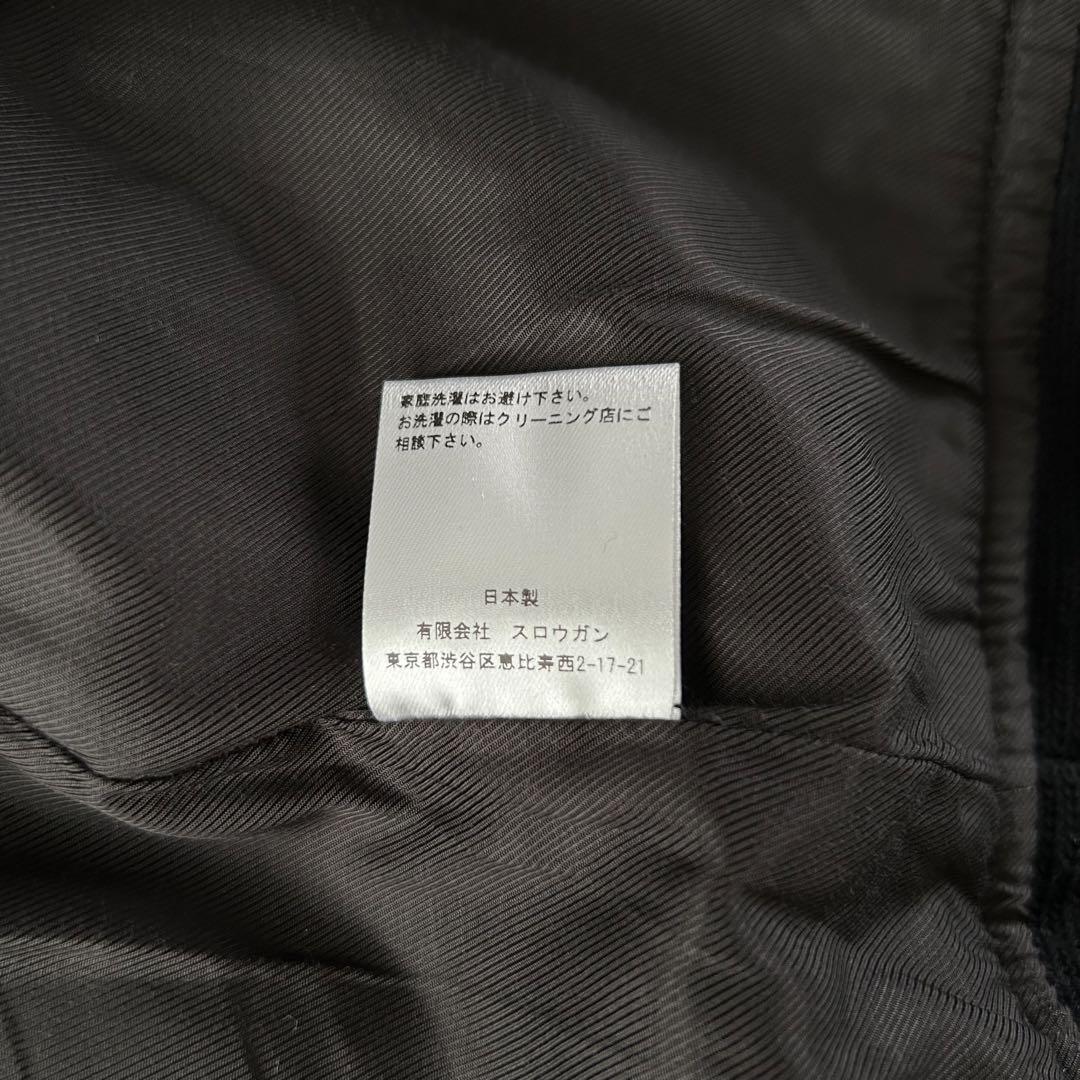 家庭洗濯はお避け下さい。
お洗濯の際はクリーニング店にご
相談下さい。
日本製
有限会社 スロウガン
東京都渋谷区恵比寿西2-17-21